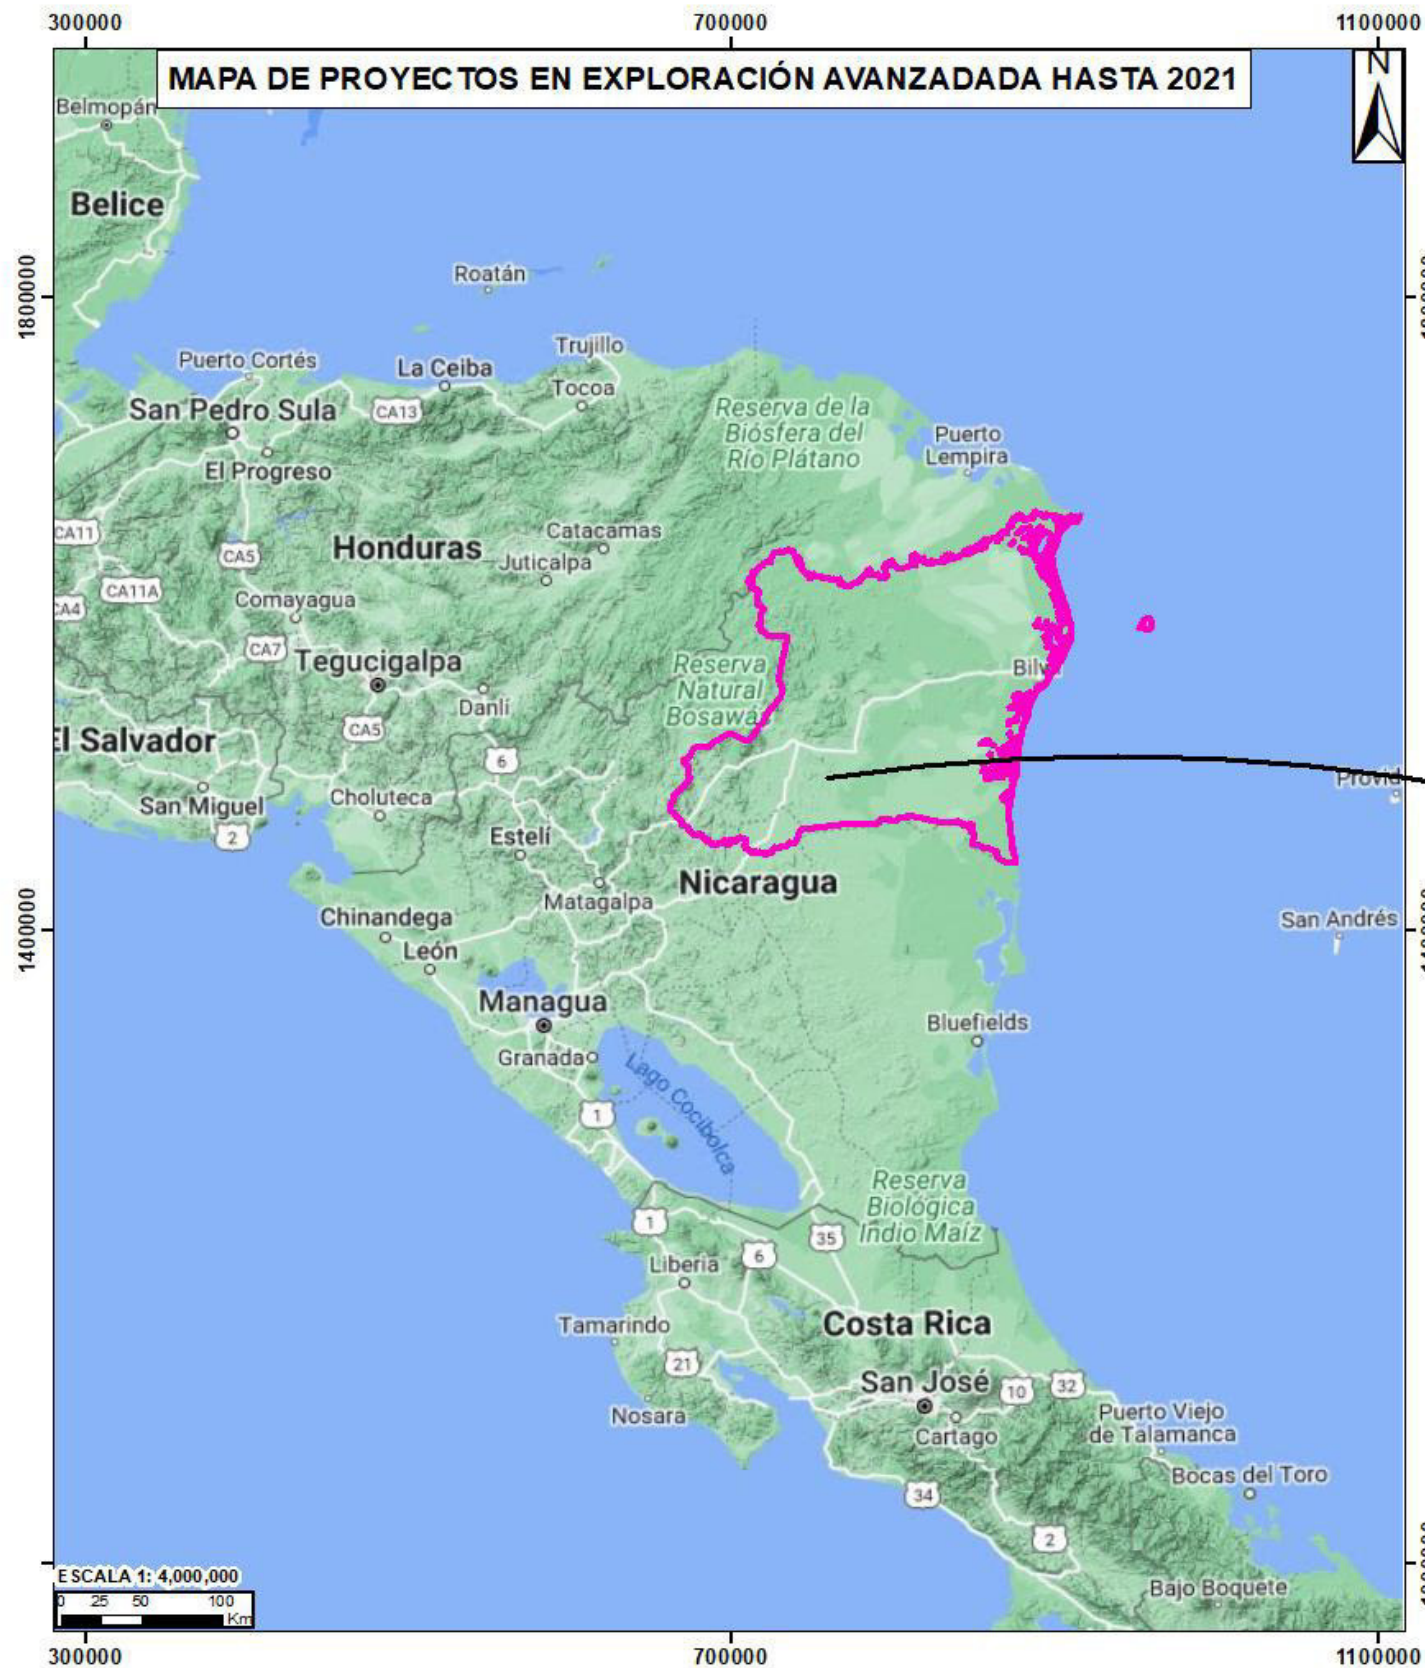 300000
700000
1100000
MAPA DE PROYECTOS EN EXPLORACIÓN AVANZADADA HASTA 2021
N
Belmopán
Belice
Roatán
1800000
Trujillo
Puerto Cortés
La Ceiba
Tocoa
CA13
San Pedro Sula
El Progreso
Reserva de la
Biósfera del
Río Plátano
Puerto
Lempira
CA11
CA5
Honduras
Catacamas
Juticalpa
CA11A
CA4
Comayagua
CA7
Tegucigalpa
Danlí
Reserva
Natural
Bosawás
Bilw
CA5
El Salvador
6
San Miguel
Choluteca
2
Estelí
Provid
Nicaragua
Matagalpa
Chinandega
León
1400000
San Andrés
Managua
Granada
Bluefields
Lago Cocibolca
1
Reserva
Biológica
Indio Maíz
1
6
35
Liberia
Costa Rica
Tamarindo
21
San José
10
32
Nosara
Cartago
Puerto Viejo
de Talamanca
Bocas del Toro
34
2
Bajo Boquete
ESCALA 1: 4,000,000
0 25 50 100
Km
300000
700000
1100000